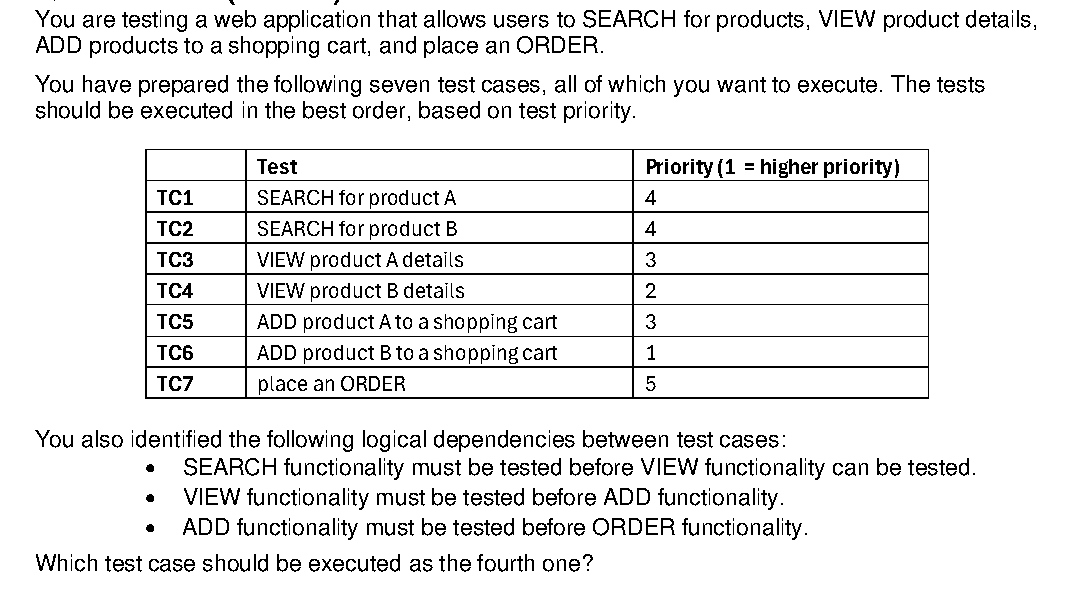 You are testing a web application that allows users to SEARCH for products, VIEW product details,
ADD products to a shopping cart, and place an ORDER.
You have prepared the following seven test cases, all of which you want to execute. The tests
should be executed in the best order, based on test priority.
Test Priority (1 = higher priority)
TC1 SEARCH for product A 4
TC2 SEARCH for product B 4
TC3 VIEW product A details 3
TC4 VIEW product B details 2
TC5 ADD product A to a shopping cart 3
TC6 ADD product B to a shopping cart 1
TC7 place an ORDER 5
You also identified the following logical dependencies between test cases:
• SEARCH functionality must be tested before VIEW functionality can be tested.
• VIEW functionality must be tested before ADD functionality.
• ADD functionality must be tested before ORDER functionality.
Which test case should be executed as the fourth one?